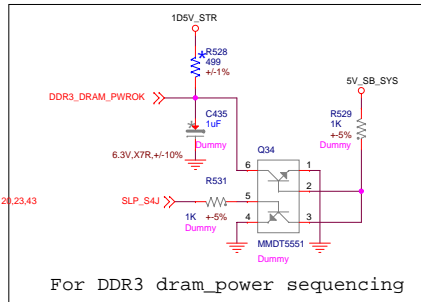 1D5V_STR
R528
499
+/-1%
DDR3_DRAM_PWROK
5V_SB_SYS
C435
1uF
Dummy
6.3V,X7R,+/-10%
R529
1K
+-5%
Dummy
Q34
6 1
20,23,43
SLP_S4J
R531
5 2
4 3
1K +-5%
Dummy
MMDT5551
Dummy
For DDR3 dram_power sequencing